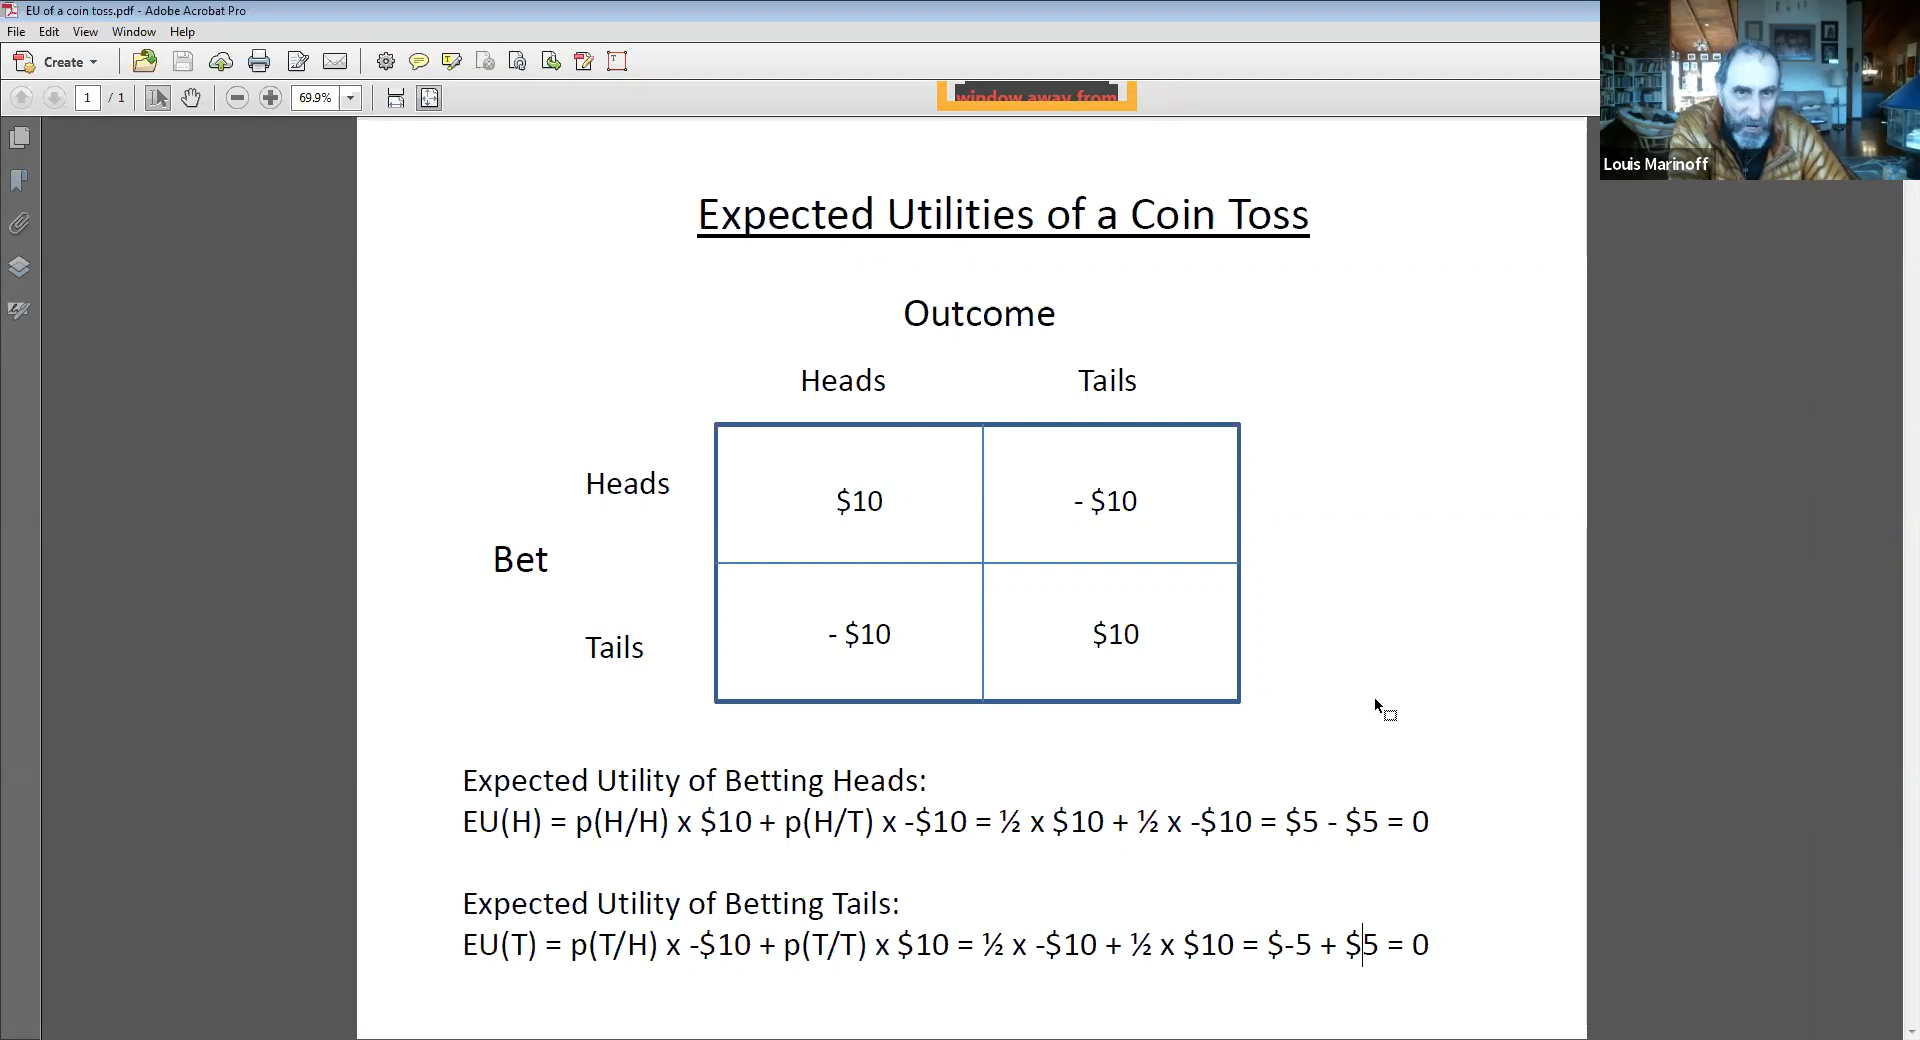 EU of a coin toss.pdf - Adobe Acrobat Pro
File Edit View Window Help
Create
1 / 1 69.9%
window away from
Louis Marinoff
Expected Utilities of a Coin Toss
Outcome
Heads Tails
Heads $10 - $10
Bet
Tails - $10 $10
Expected Utility of Betting Heads:
EU(H) = p(H/H) x $10 + p(H/T) x -$10 = ½ x $10 + ½ x -$10 = $5 - $5 = 0
Expected Utility of Betting Tails:
EU(T) = p(T/H) x -$10 + p(T/T) x $10 = ½ x -$10 + ½ x $10 = $-5 + $5 = 0